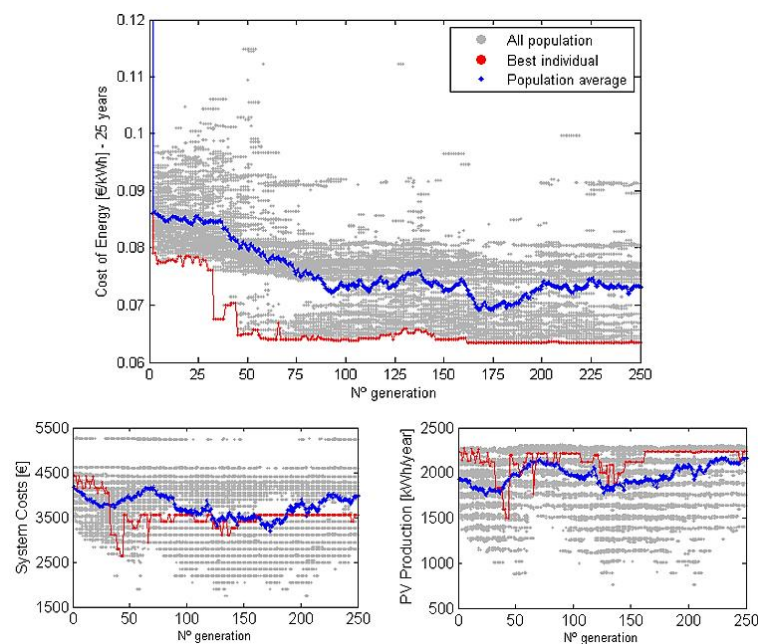 0.12
0.11
0.1
0.09
0.08
0.07
0.06
Cost of Energy [€/kWh] - 25 years
All population
Best individual
Population average
0 25 50 75 100 125 150 175 200 225 250
Nº generation
5500
4500
3500
2500
1500
System Costs [€]
0 50 100 150 200 250
Nº generation
2500
2000
1500
1000
500
PV Production [kWh/year]
0 50 100 150 200 250
Nº generation